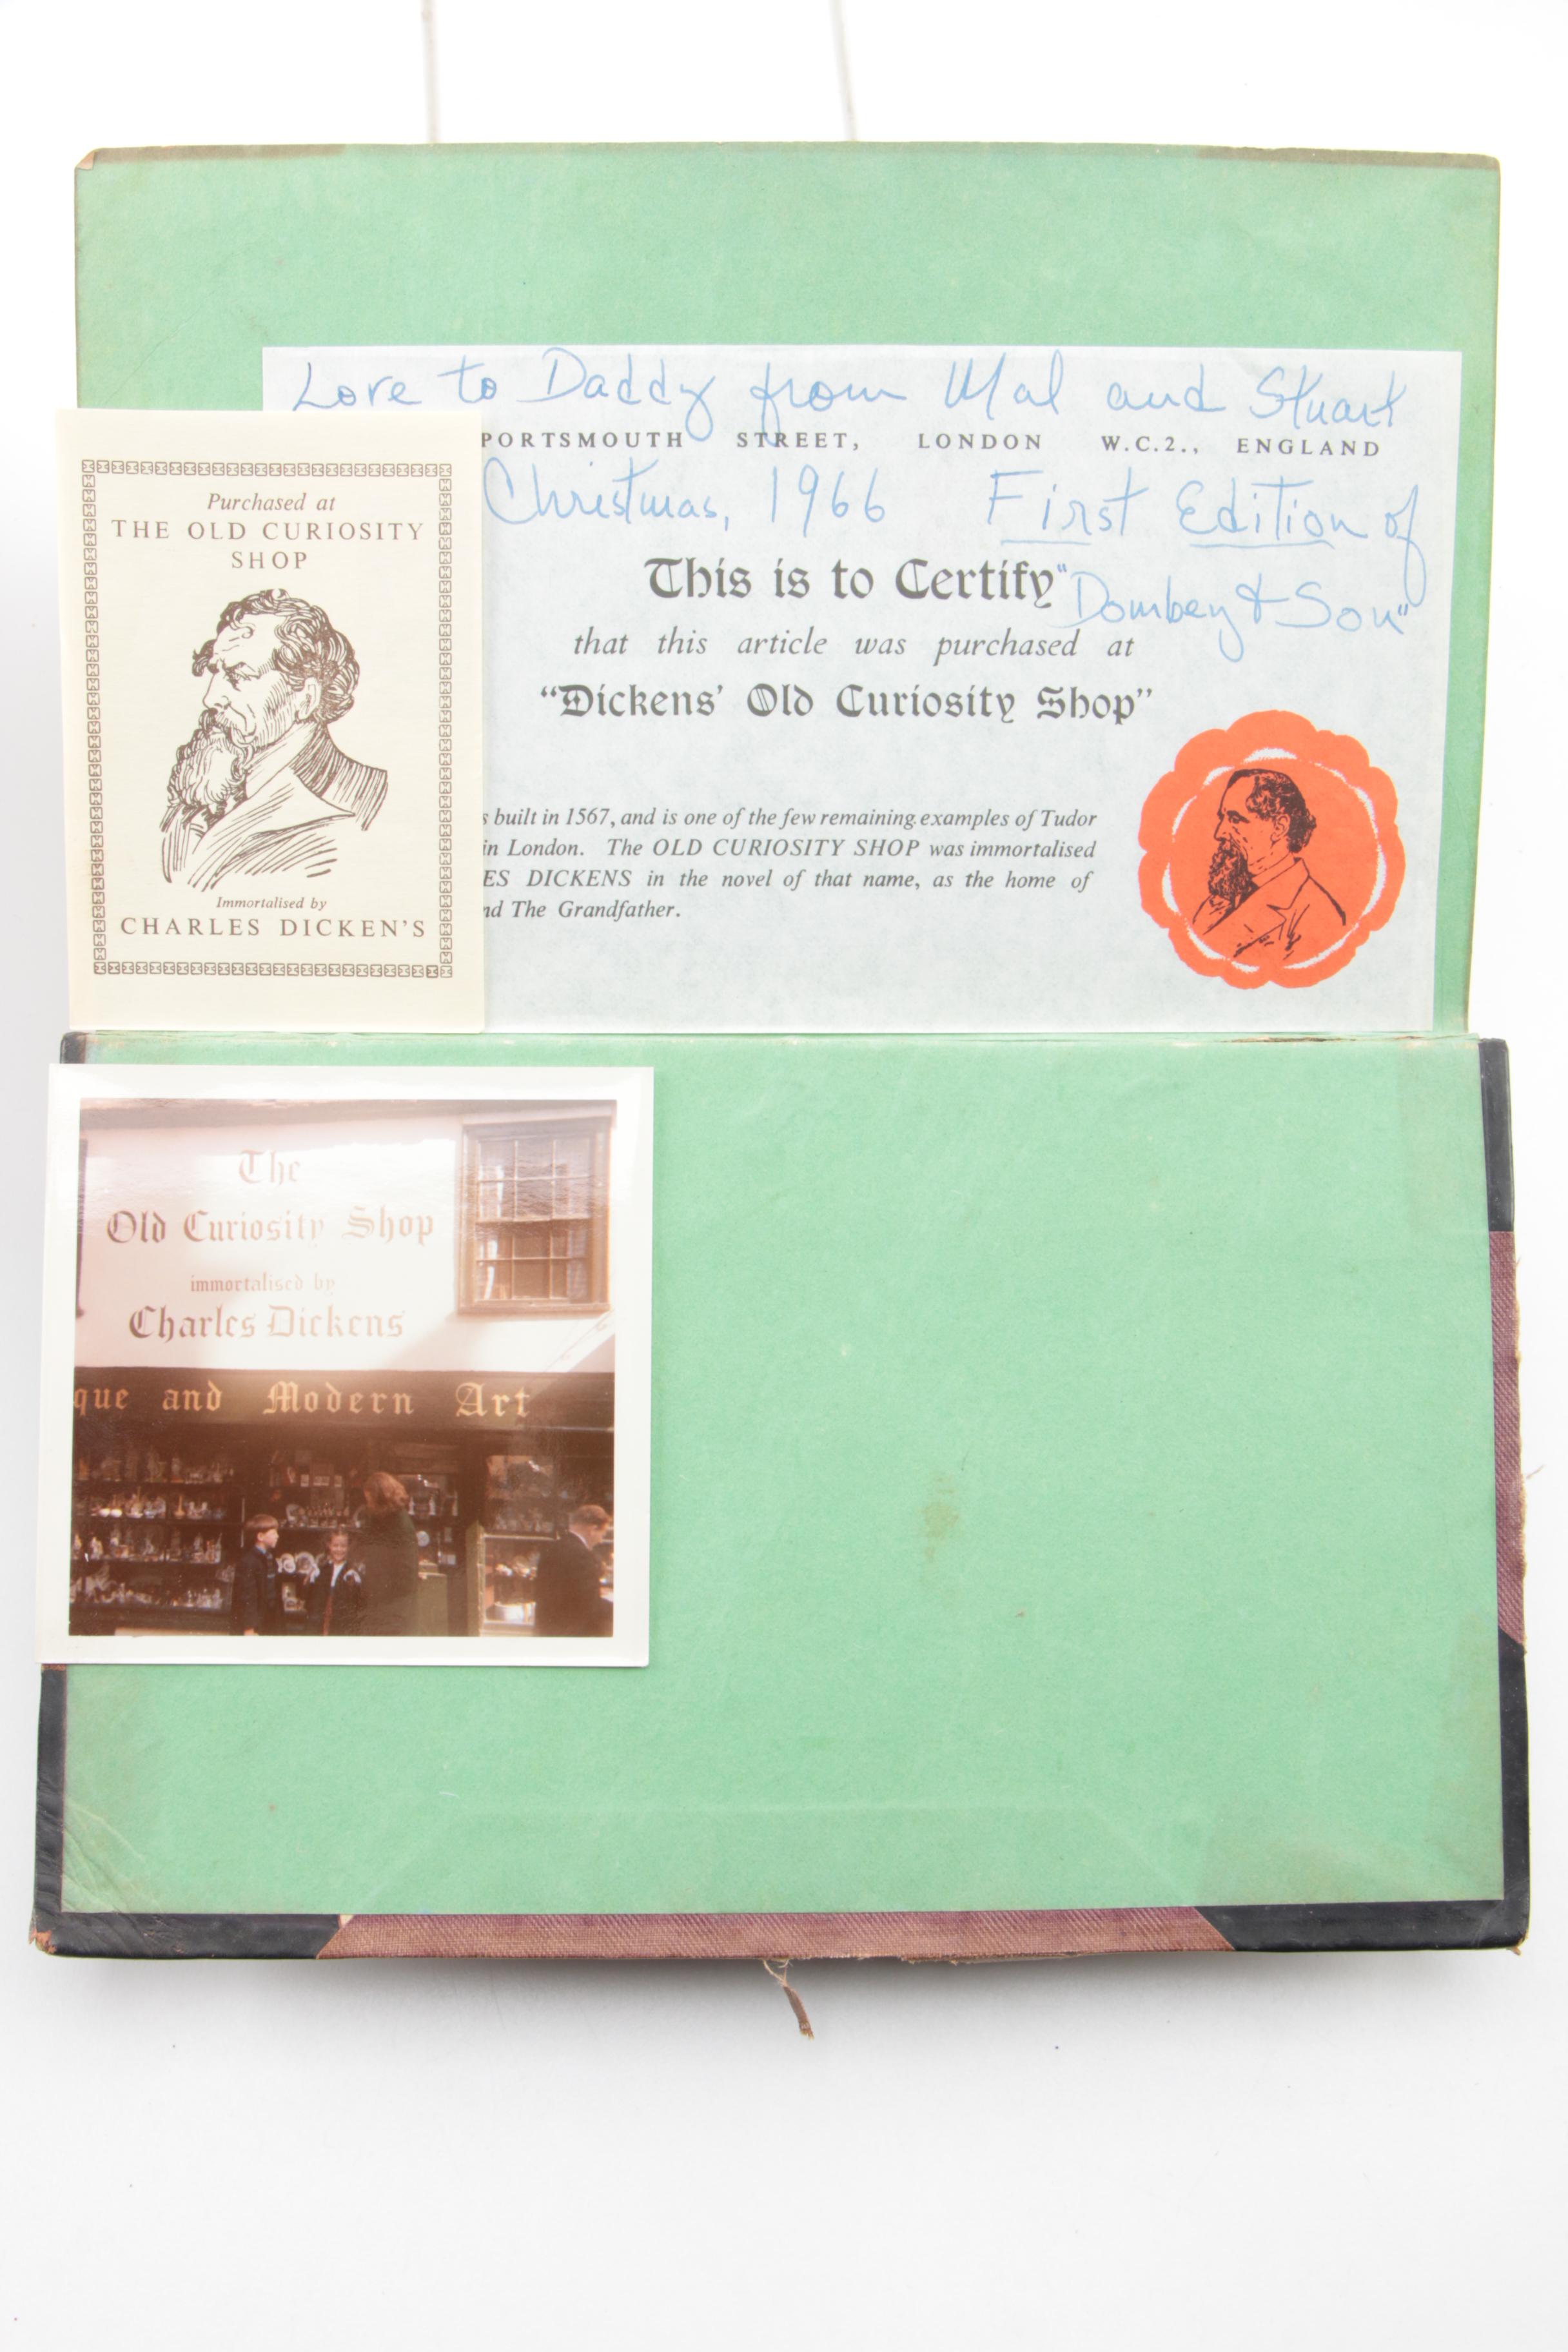 Love to Daddy from Mal and Stuart
PORTSMOUTH STREET, LONDON W.C.2., ENGLAND
Christmas, 1966 First Edition of
"Dombey & Son"
This is to Certify
that this article was purchased at
“Dickens' Old Curiosity Shop”
s built in 1567, and is one of the few remaining examples of Tudor
in London. The OLD CURIOSITY SHOP was immortalised
ES DICKENS in the novel of that name, as the home of
nd The Grandfather.
Purchased at
THE OLD CURIOSITY
SHOP
Immortalised by
CHARLES DICKEN'S
The
Old Curiosity Shop
immortalised by
Charles Dickens
que and Modern Art